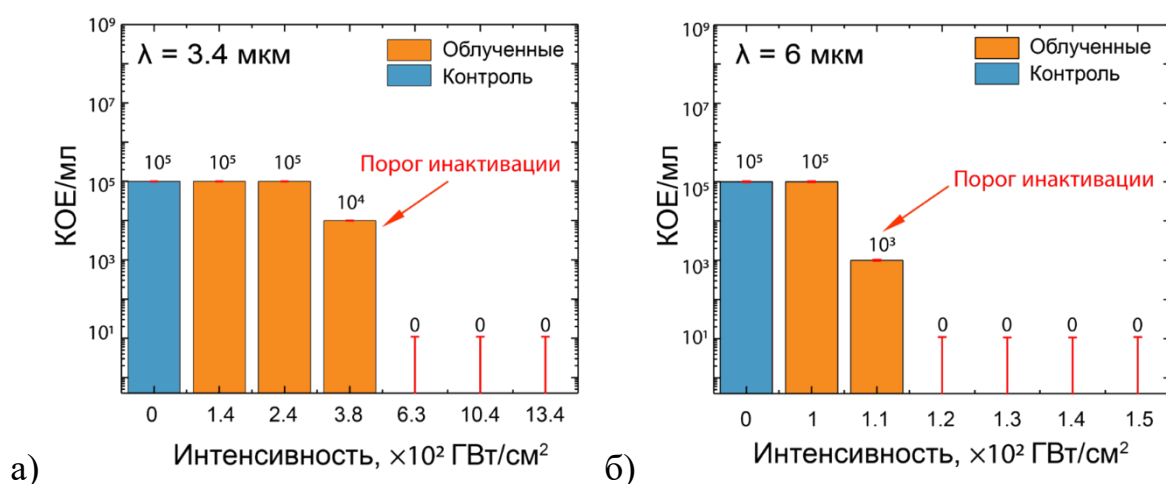 λ = 3.4 мкм
Облученные
Контроль
КОЕ/мл
10⁹
10⁷
10⁵
10³
10¹
10⁵
10⁵
10⁵
10⁴
Порог инактивации
0
0
0
0
1.4
2.4
3.8
6.3
10.4
13.4
Интенсивность, ×10² ГВт/см²
а)
λ = 6 мкм
Облученные
Контроль
КОЕ/мл
10⁹
10⁷
10⁵
10³
10¹
10⁵
10⁵
10³
Порог инактивации
0
0
0
0
0
1
1.1
1.2
1.3
1.4
1.5
Интенсивность, ×10² ГВт/см²
б)